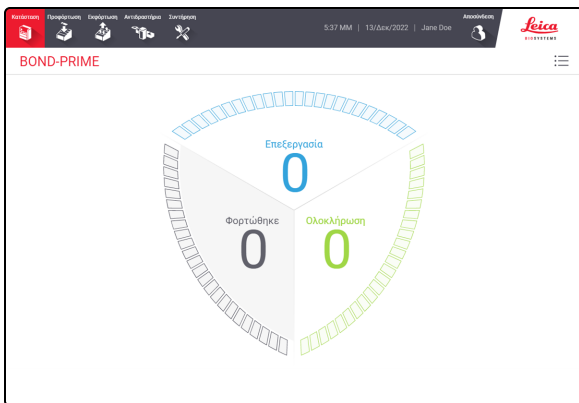 Κατάσταση Προφόρτωση Εκφόρτωση Αντιδραστήρια Συντήρηση
5:37 MM | 13/Δεκ/2022 | Jane Doe
Αποσύνδεση
Leica
BIOSYSTEMS
BOND-PRIME
Επεξεργασία
0
Φορτώθηκε
0
Ολοκλήρωση
0